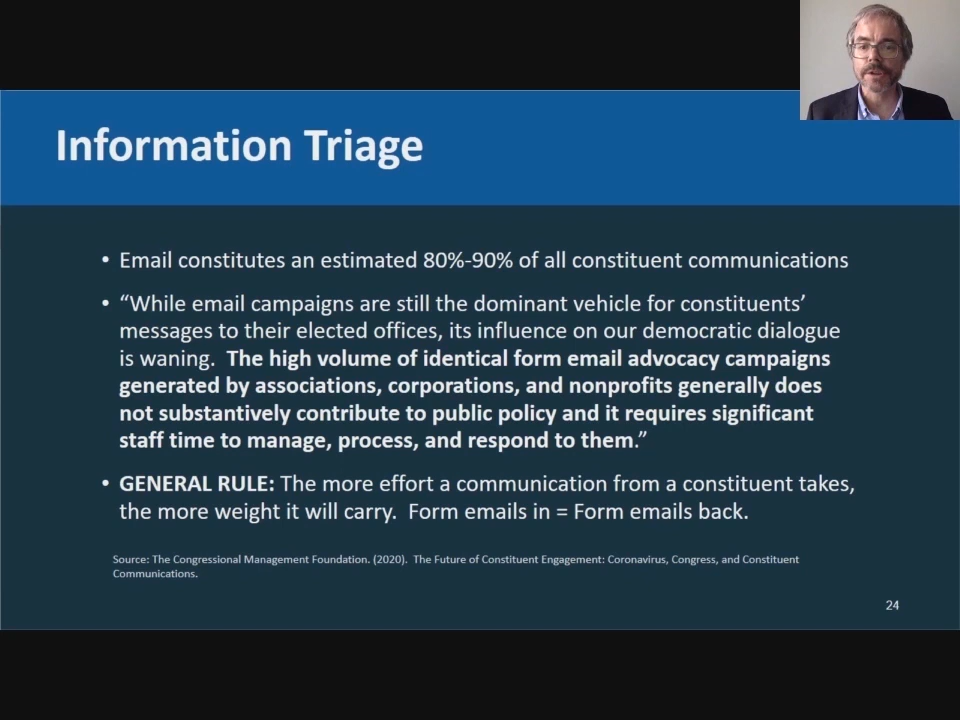 Information Triage
• Email constitutes an estimated 80%-90% of all constituent communications
• “While email campaigns are still the dominant vehicle for constituents’
messages to their elected offices, its influence on our democratic dialogue
is waning. The high volume of identical form email advocacy campaigns
generated by associations, corporations, and nonprofits generally does
not substantively contribute to public policy and it requires significant
staff time to manage, process, and respond to them.”
• GENERAL RULE: The more effort a communication from a constituent takes,
the more weight it will carry. Form emails in = Form emails back.
Source: The Congressional Management Foundation. (2020). The Future of Constituent Engagement: Coronavirus, Congress, and Constituent
Communications.
24